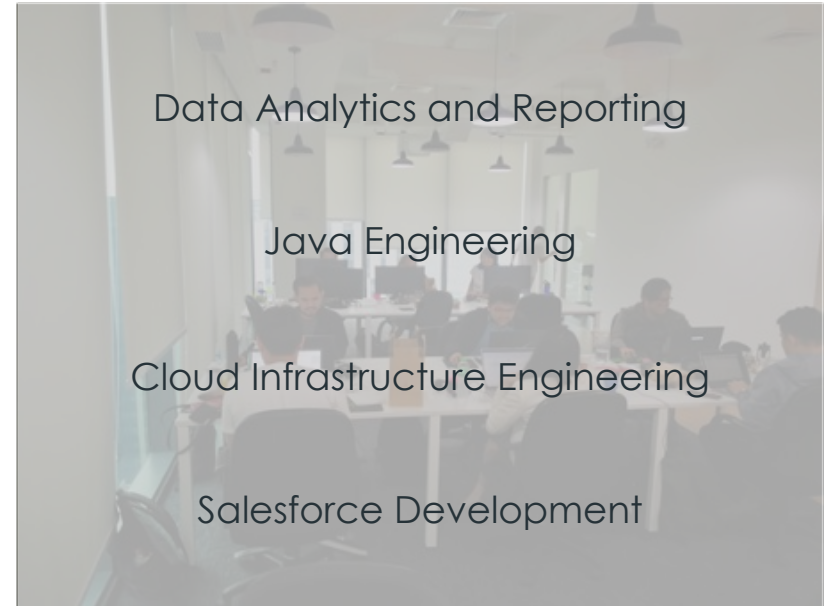 Data Analytics and Reporting
Java Engineering
Cloud Infrastructure Engineering
Salesforce Development